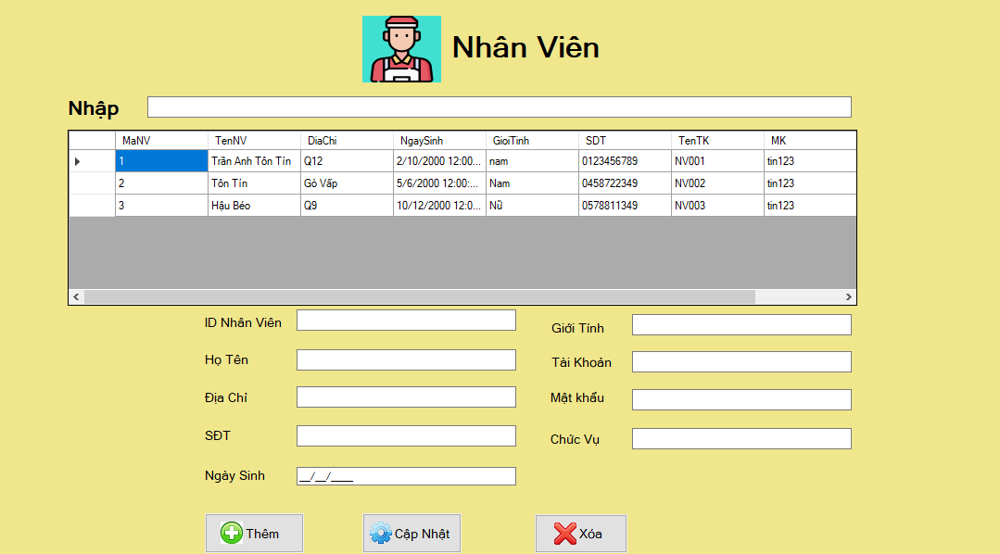 Nhân Viên
Nhập
MaNV TenNV DiaChi NgaySinh GioiTinh SDT TenTK MK
1 Trần Anh Tôn Tín Q12 2/10/2000 12:00... nam 0123456789 NV001 tin123
2 Tôn Tín Gò Vấp 5/6/2000 12:00:... Nam 0458722349 NV002 tin123
3 Hậu Béo Q9 10/12/2000 12:0... Nữ 0578811349 NV003 tin123
ID Nhân Viên Giới Tính
Họ Tên Tài Khoản
Địa Chỉ Mật khẩu
SĐT Chức Vụ
Ngày Sinh __/__/____
Thêm Cập Nhật Xóa